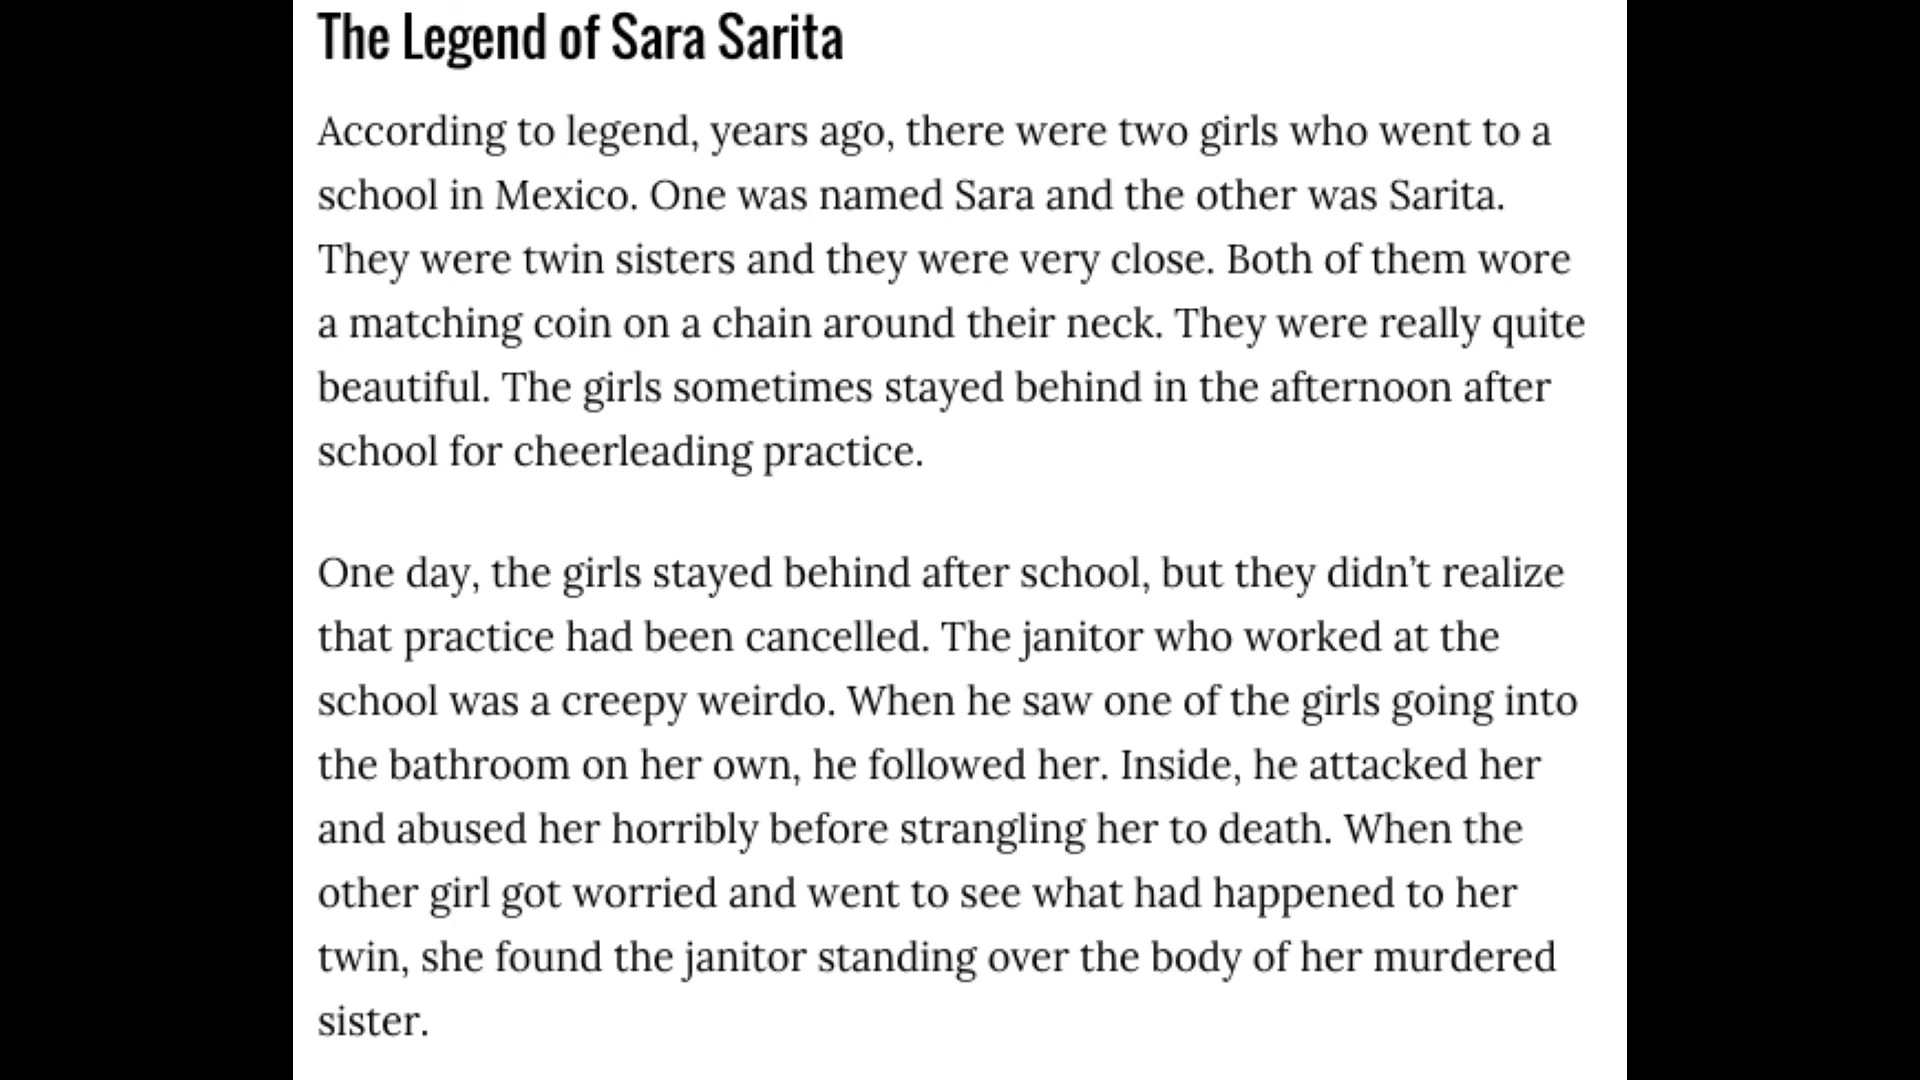 The Legend of Sara Sarita
According to legend, years ago, there were two girls who went to a
school in Mexico. One was named Sara and the other was Sarita.
They were twin sisters and they were very close. Both of them wore
a matching coin on a chain around their neck. They were really quite
beautiful. The girls sometimes stayed behind in the afternoon after
school for cheerleading practice.
One day, the girls stayed behind after school, but they didn’t realize
that practice had been cancelled. The janitor who worked at the
school was a creepy weirdo. When he saw one of the girls going into
the bathroom on her own, he followed her. Inside, he attacked her
and abused her horribly before strangling her to death. When the
other girl got worried and went to see what had happened to her
twin, she found the janitor standing over the body of her murdered
sister.